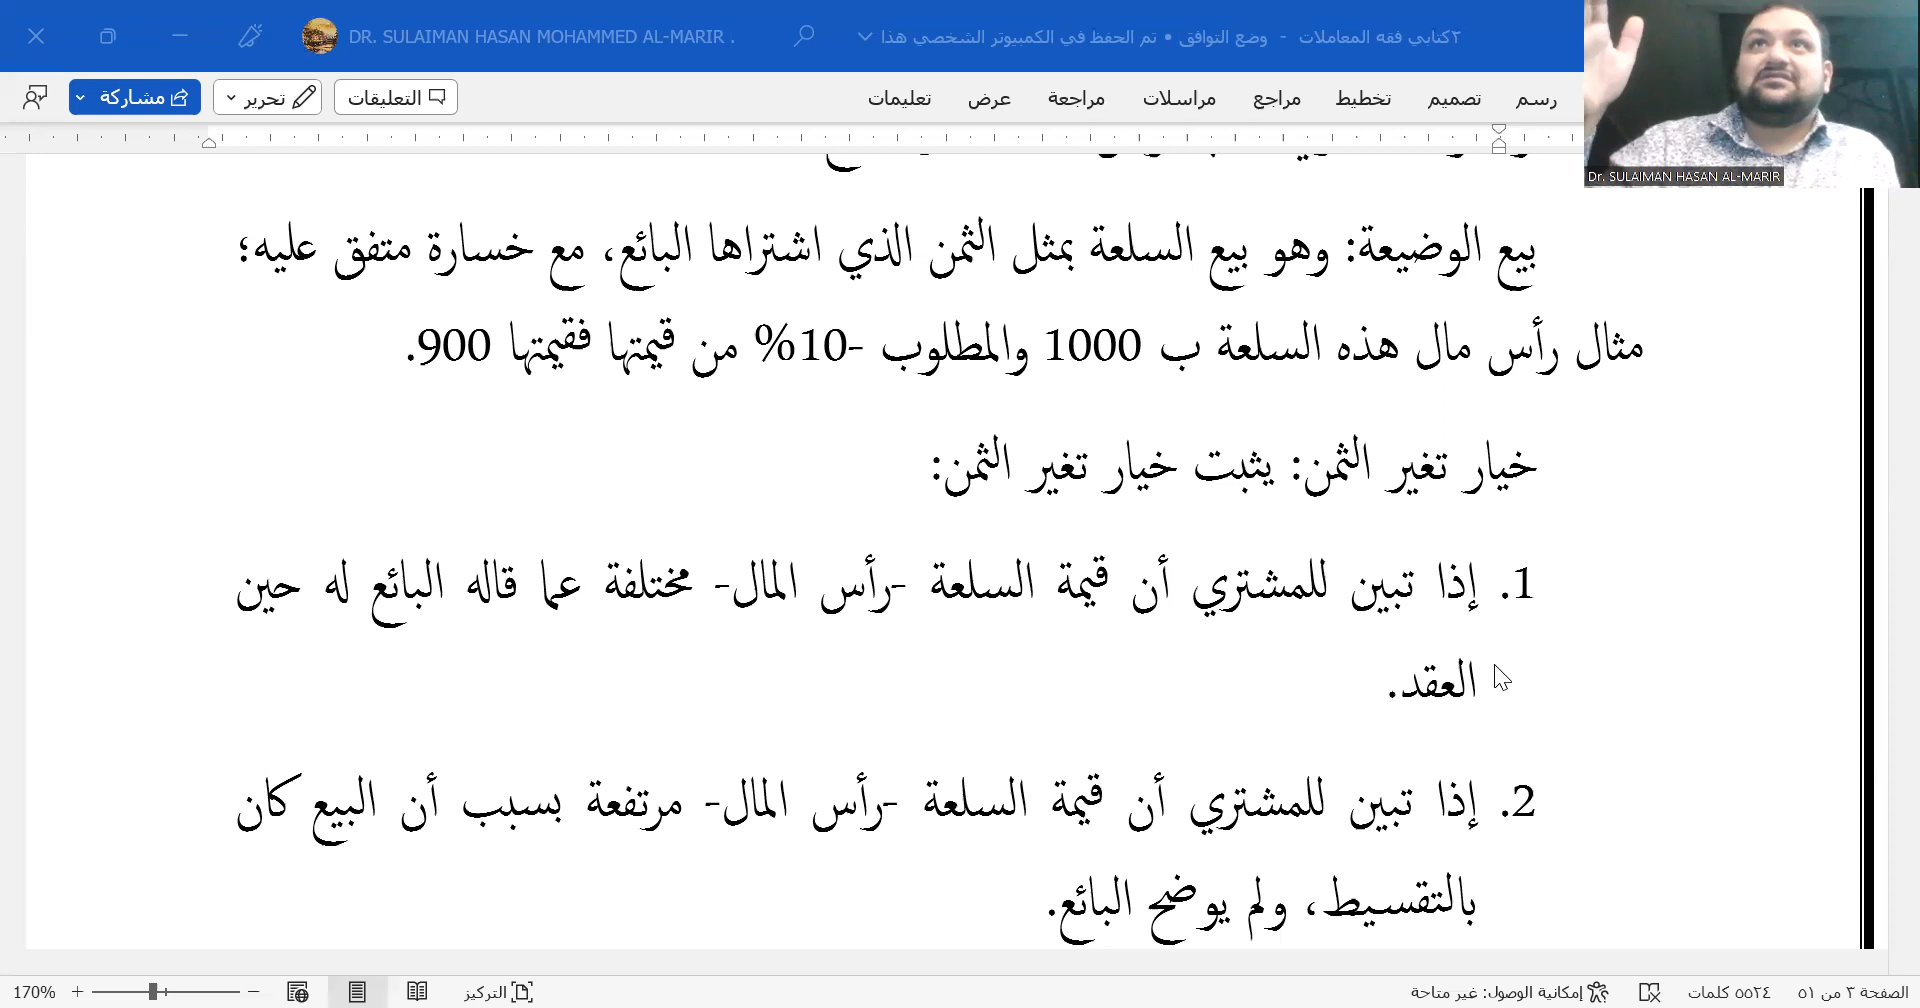 ٢كتابي فقه المعاملات - وضع التوافق • تم الحفظ في الكمبيوتر الشخصي هذا
DR. SULAIMAN HASAN MOHAMMED AL-MARIR .
رسم تصميم تخطيط مراجع مراسلات مراجعة عرض تعليمات
التعليقات تحرير مشاركة
Dr. SULAIMAN HASAN AL-MARIR
بيع الوضيعة: وهو بيع السلعة بمثل الثمن الذي اشتراها البائع، مع خسارة متفق عليه؛
مثال رأس مال هذه السلعة ب 1000 والمطلوب -10% من قيمتها فقيمتها 900.
خيار تغير الثمن: يثبت خيار تغير الثمن:
1. إذا تبين للمشتري أن قيمة السلعة -رأس المال- مختلفة عما قاله البائع له حين
العقد.
2. إذا تبين للمشتري أن قيمة السلعة -رأس المال- مرتفعة بسبب أن البيع كان
بالتقسيط، ولم يوضح البائع.
الصفحة ٣ من ٥١ ٥٥٢٤ كلمات إمكانية الوصول: غير متاحة التركيز 170%